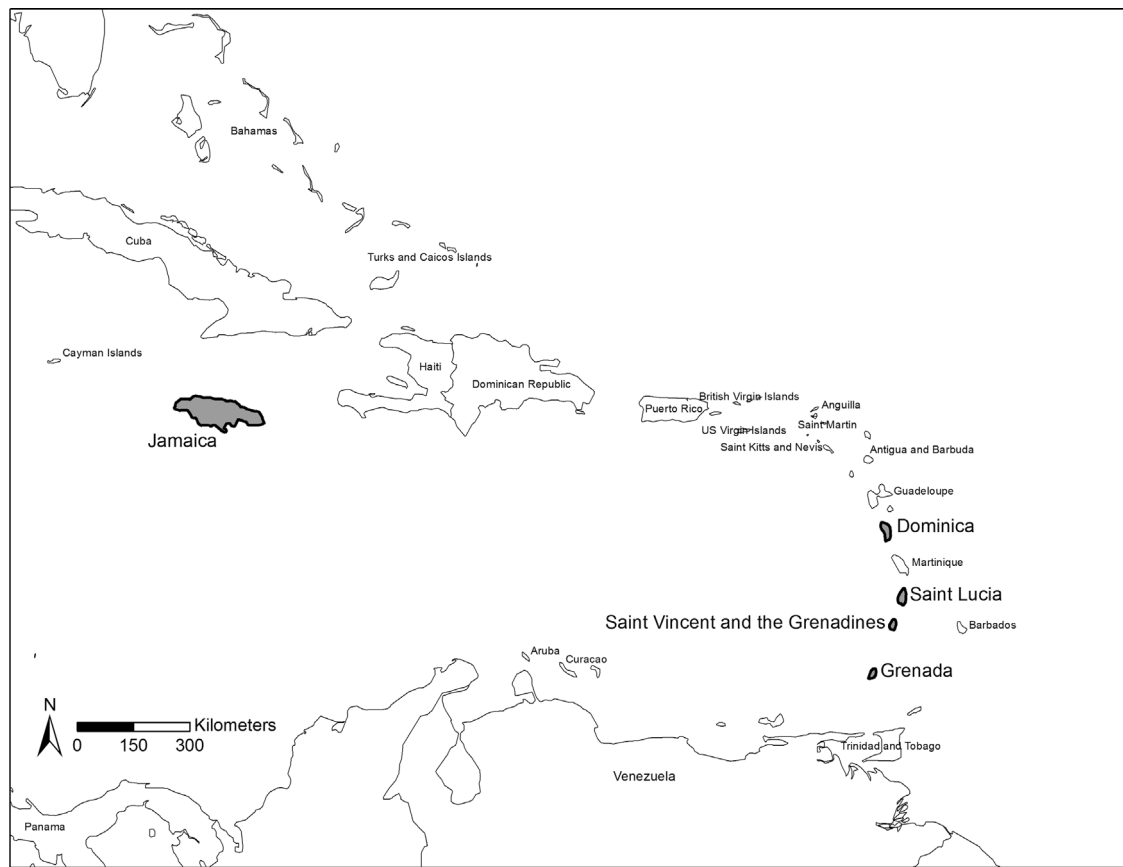 Bahamas
Cuba
Turks and Caicos Islands
Cayman Islands
Haiti
Dominican Republic
British Virgin Islands
Puerto Rico
Anguilla
US Virgin Islands
Saint Martin
Jamaica
Saint Kitts and Nevis
Antigua and Barbuda
Guadeloupe
Dominica
Martinique
Saint Lucia
Saint Vincent and the Grenadines
Barbados
Aruba
Curacao
Grenada
N
Kilometers
0 150 300
Trinidad and Tobago
Venezuela
Panama